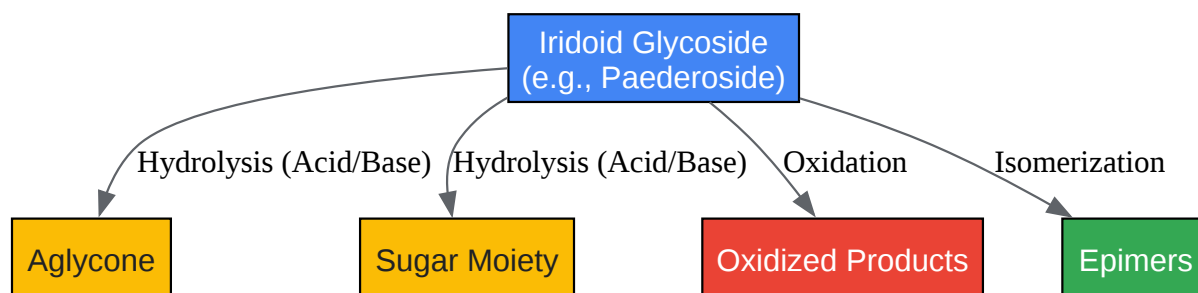 Iridoid Glycoside
(e.g., Paederoside)
Hydrolysis (Acid/Base)
Hydrolysis (Acid/Base)
Oxidation
Isomerization
Aglycone
Sugar Moiety
Oxidized Products
Epimers